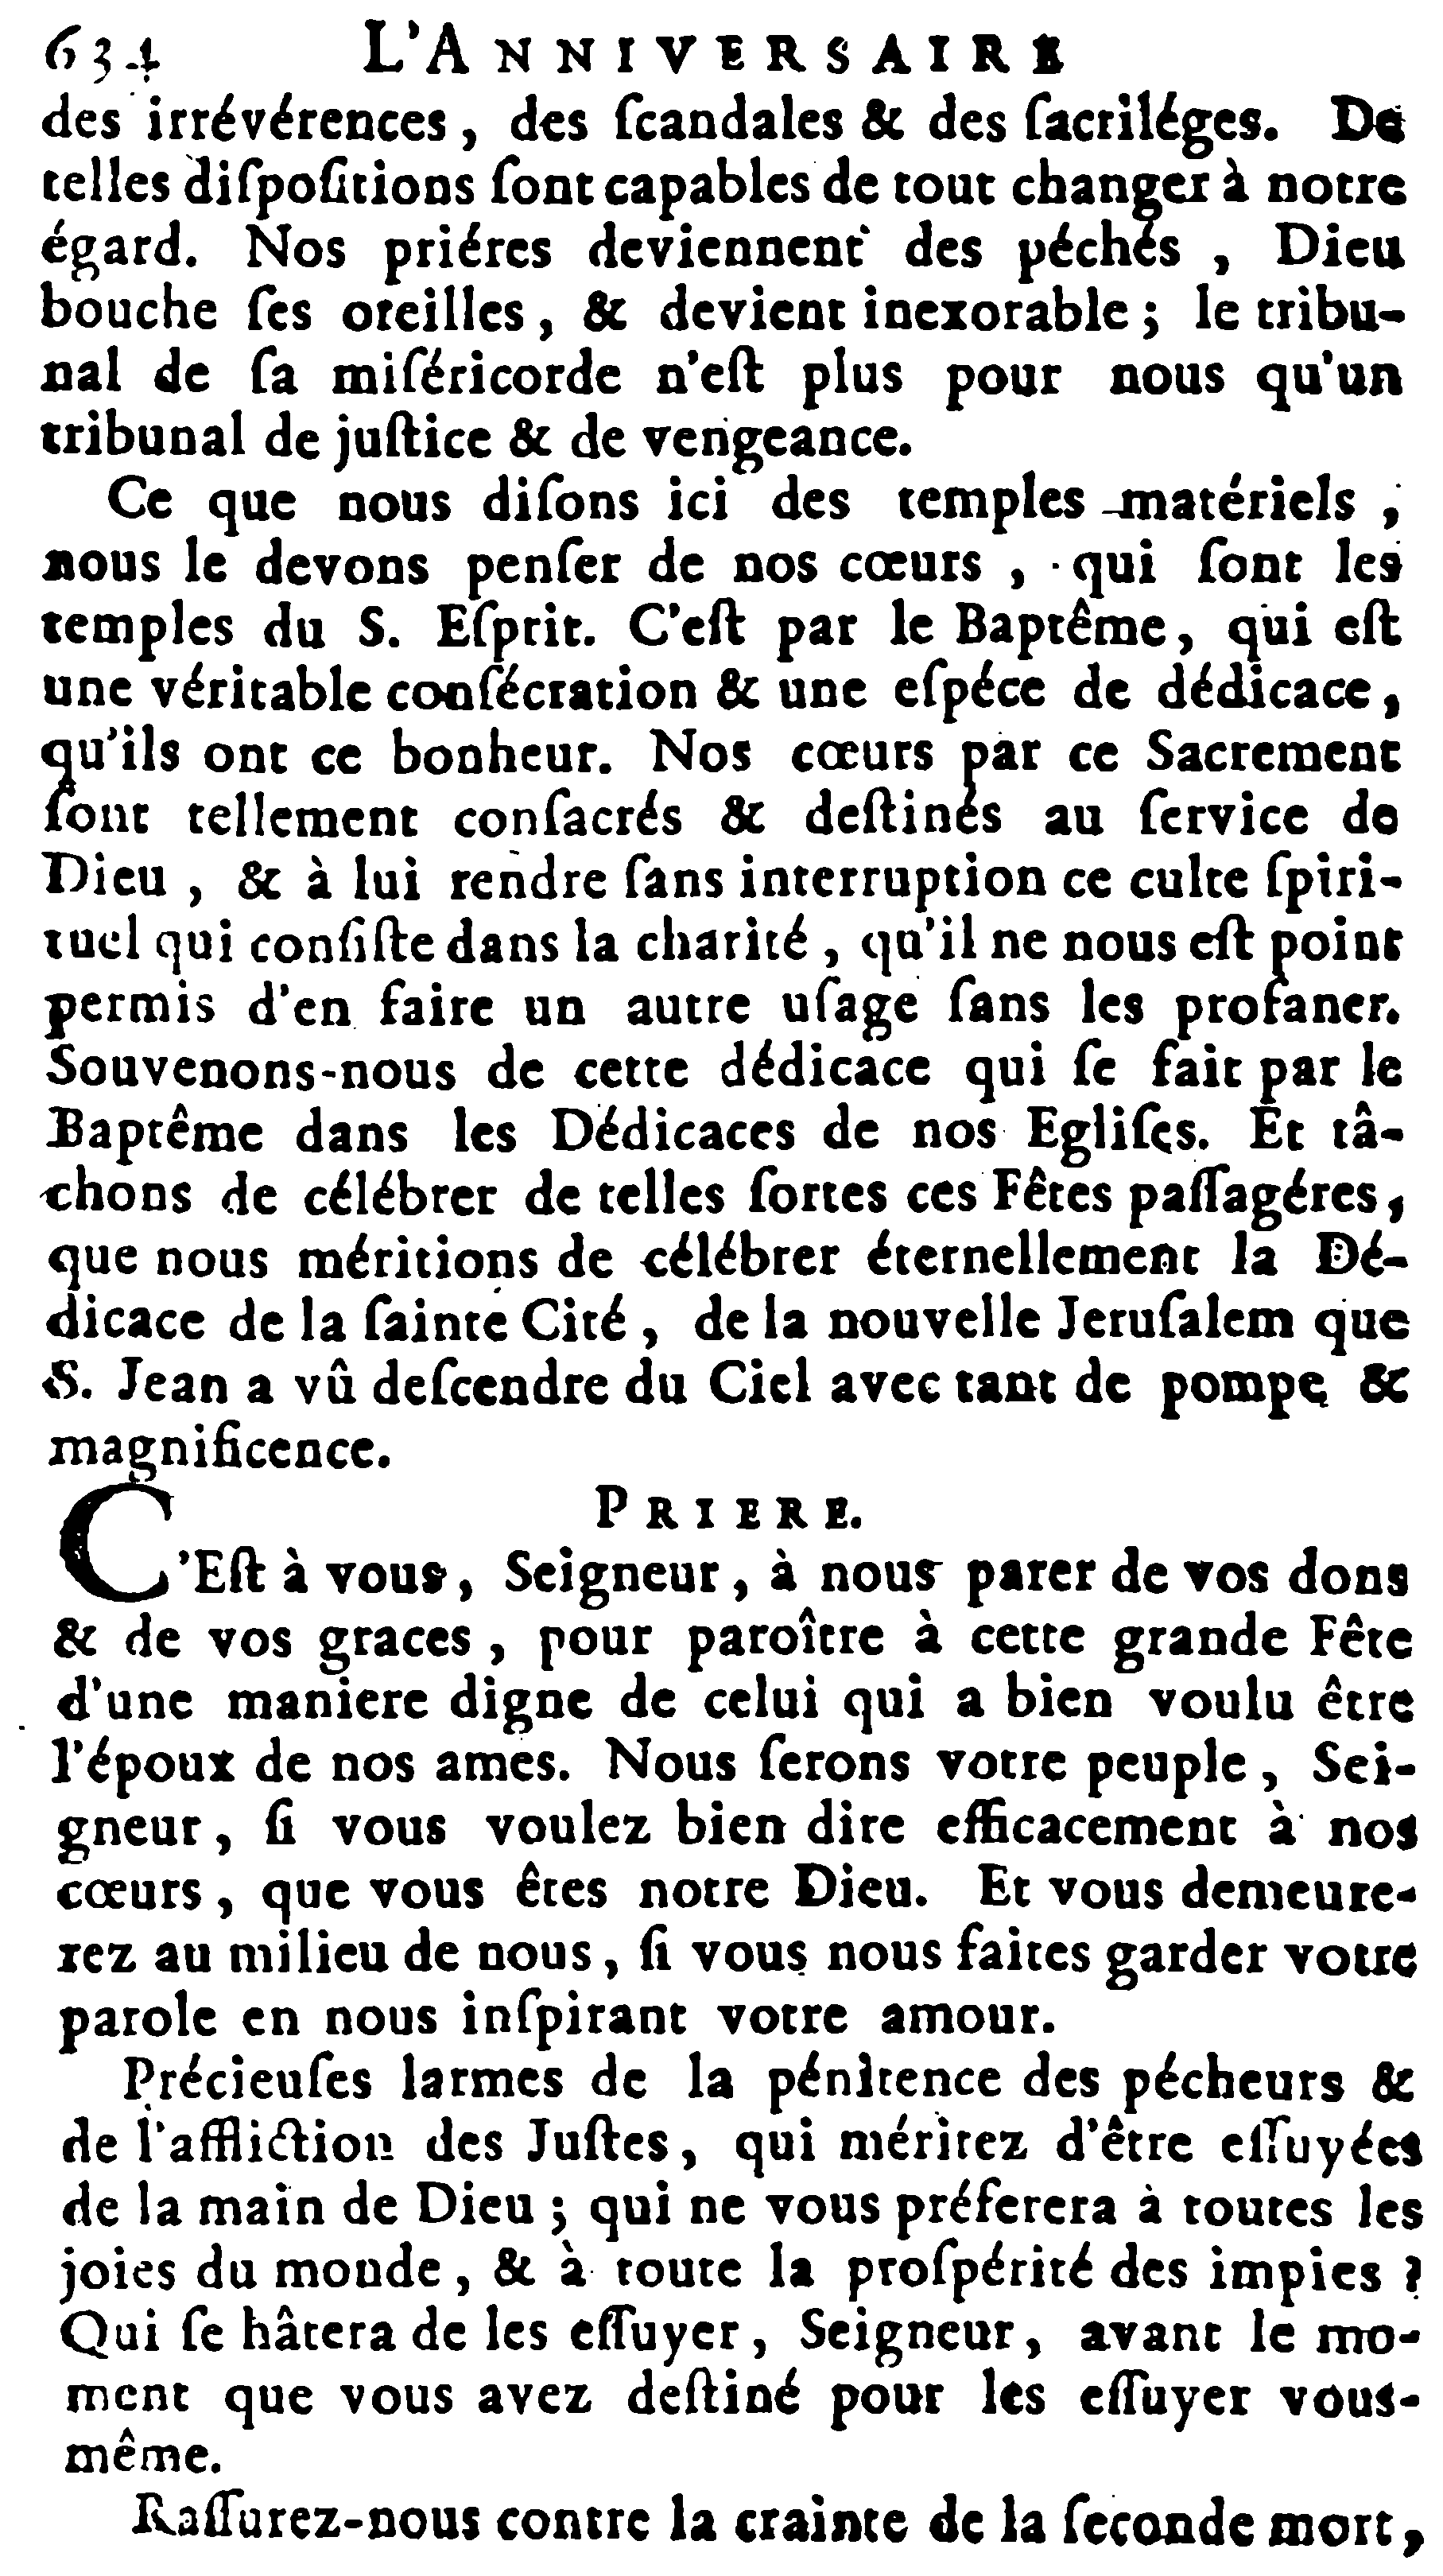 634 L'ANNIVERSAIRE
des irrévérences, des ſcandales & des ſacriléges. De
telles diſpoſitions ſont capables de tout changer à notre
égard. Nos priéres deviennent des péchés, Dieu
bouche ſes oreilles, & devient inexorable; le tribu-
nal de ſa miſéricorde n'eſt plus pour nous qu'un
tribunal de juſtice & de vengeance.
Ce que nous diſons ici des temples matériels,
nous le devons penſer de nos cœurs, qui ſont les
temples du S. Eſprit. C'eſt par le Baptême, qui eſt
une véritable conſécration & une eſpéce de dédicace,
qu'ils ont ce bonheur. Nos cœurs par ce Sacrement
ſont tellement conſacrés & deſtinés au ſervice de
Dieu, & à lui rendre ſans interruption ce culte ſpiri-
tuel qui conſiſte dans la charité, qu'il ne nous eſt point
permis d'en faire un autre uſage ſans les profaner.
Souvenons-nous de cette dédicace qui ſe fait par le
Baptême dans les Dédicaces de nos Egliſes. Et tâ-
chons de célébrer de telles ſortes ces Fêtes paſſagéres,
que nous méritions de célébrer éternellement la Dé-
dicace de la ſainte Cité, de la nouvelle Jeruſalem que
S. Jean a vû deſcendre du Ciel avec tant de pompe &
magnificence.
PRIERE.
C'Eſt à vous, Seigneur, à nous parer de vos dons
& de vos graces, pour paroître à cette grande Fête
d'une maniere digne de celui qui a bien voulu être
l'époux de nos ames. Nous ſerons votre peuple, Sei-
gneur, ſi vous voulez bien dire efficacement à nos
cœurs, que vous êtes notre Dieu. Et vous demeure-
rez au milieu de nous, ſi vous nous faites garder votre
parole en nous inſpirant votre amour.
Précieuſes larmes de la pénitence des pécheurs &
de l'affliction des Juſtes, qui méritez d'être eſſuyées
de la main de Dieu; qui ne vous préferera à toutes les
joies du monde, & à toute la proſpérité des impies?
Qui ſe hâtera de les eſſuyer, Seigneur, avant le mo-
ment que vous avez deſtiné pour les eſſuyer vous-
même.
Raſſurez-nous contre la crainte de la ſeconde mort,